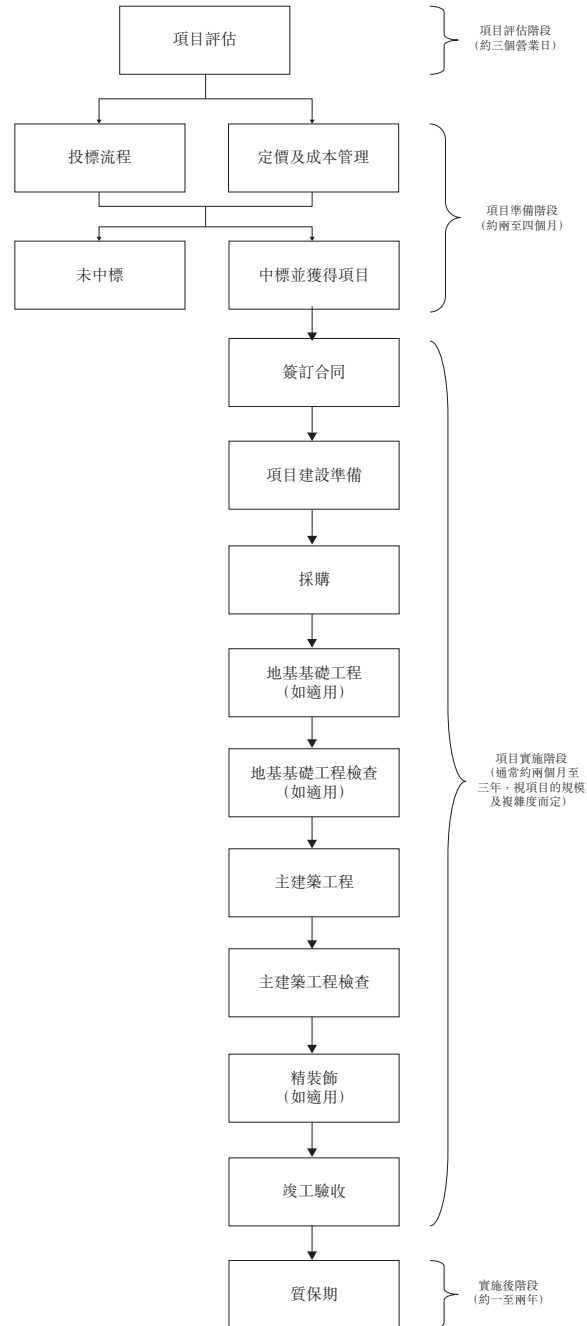 項目評估
項目評估階段
(約三個營業日)
投標流程
定價及成本管理
項目準備階段
(約兩至四個月)
未中標
中標並獲得項目
簽訂合同
項目建設準備
採購
地基基礎工程
(如適用)
地基基礎工程檢查
(如適用)
項目實施階段
(通常約兩個月至
三年，視項目的規模
及複雜度而定)
主建築工程
主建築工程檢查
精裝飾
(如適用)
竣工驗收
質保期
實施後階段
(約一至兩年)